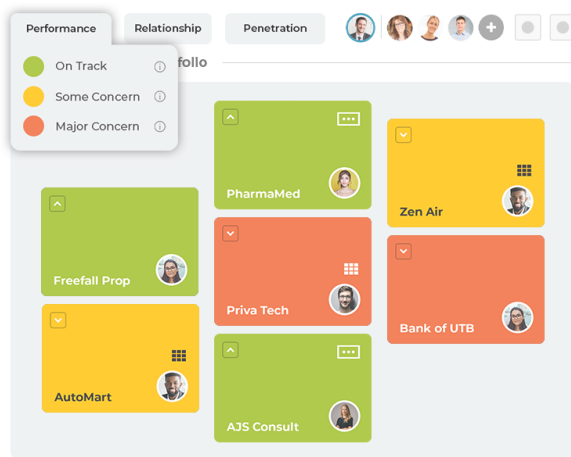 Performance
Relationship
Penetration
On Track
Some Concern
Major Concern
folio
PharmaMed
Zen Air
Freefall Prop
Priva Tech
Bank of UTB
AutoMart
AJS Consult